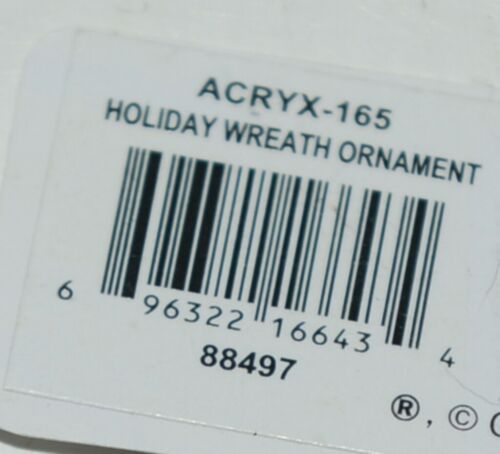 ACRYX-165
HOLIDAY WREATH ORNAMENT
6 96322 16643 4
88497
®, ©